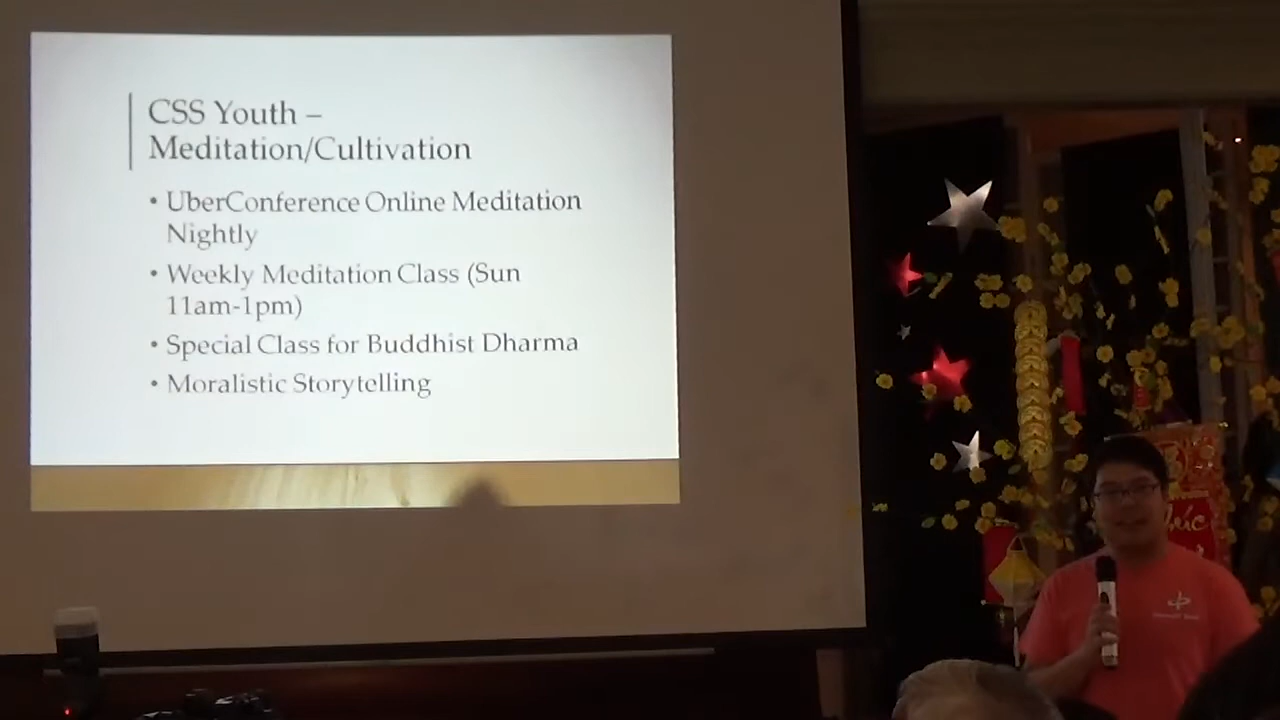 CSS Youth –
Meditation/Cultivation
• UberConference Online Meditation
Nightly
• Weekly Meditation Class (Sun
11am-1pm)
• Special Class for Buddhist Dharma
• Moralistic Storytelling